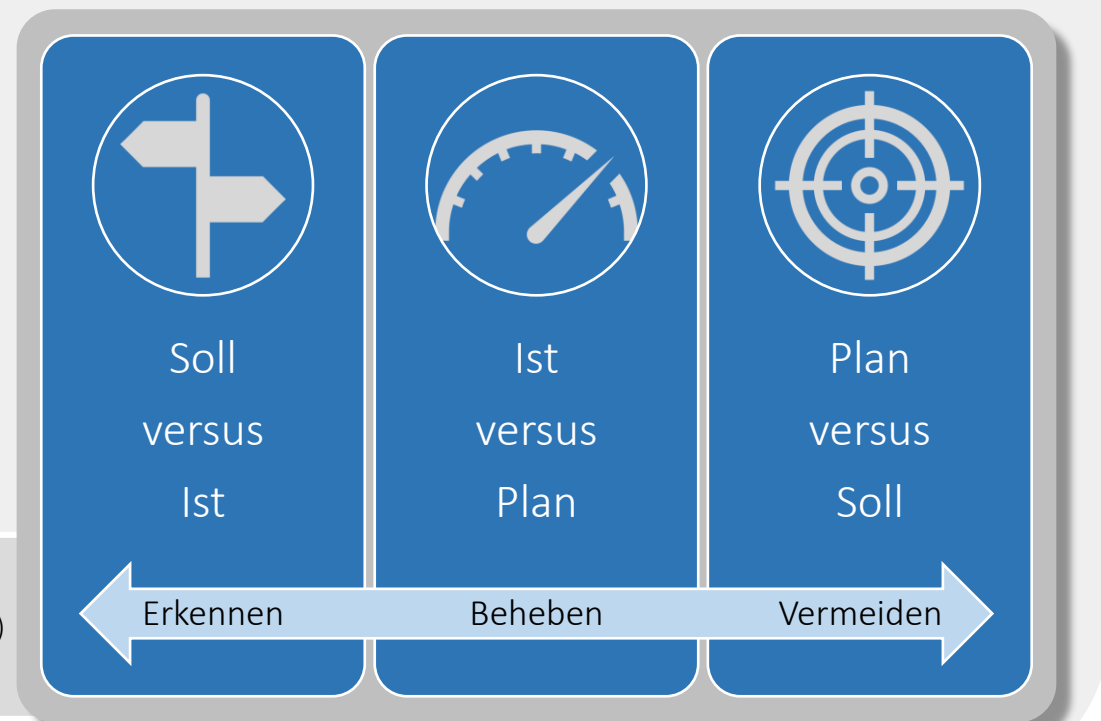 Soll
versus
Ist
Ist
versus
Plan
Plan
versus
Soll
Erkennen
Beheben
Vermeiden
)